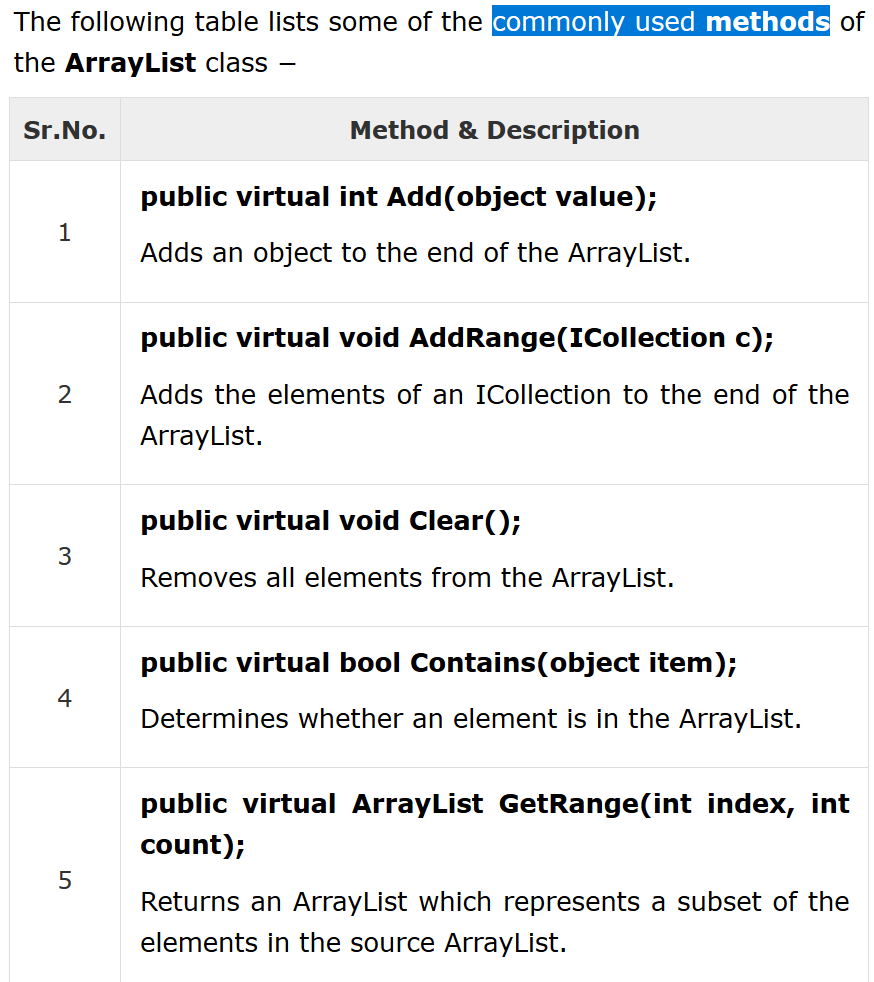 The following table lists some of the commonly used methods of
the ArrayList class −
Sr.No.
Method & Description
1
public virtual int Add(object value);
Adds an object to the end of the ArrayList.
2
public virtual void AddRange(ICollection c);
Adds the elements of an ICollection to the end of the
ArrayList.
3
public virtual void Clear();
Removes all elements from the ArrayList.
4
public virtual bool Contains(object item);
Determines whether an element is in the ArrayList.
5
public virtual ArrayList GetRange(int index, int
count);
Returns an ArrayList which represents a subset of the
elements in the source ArrayList.